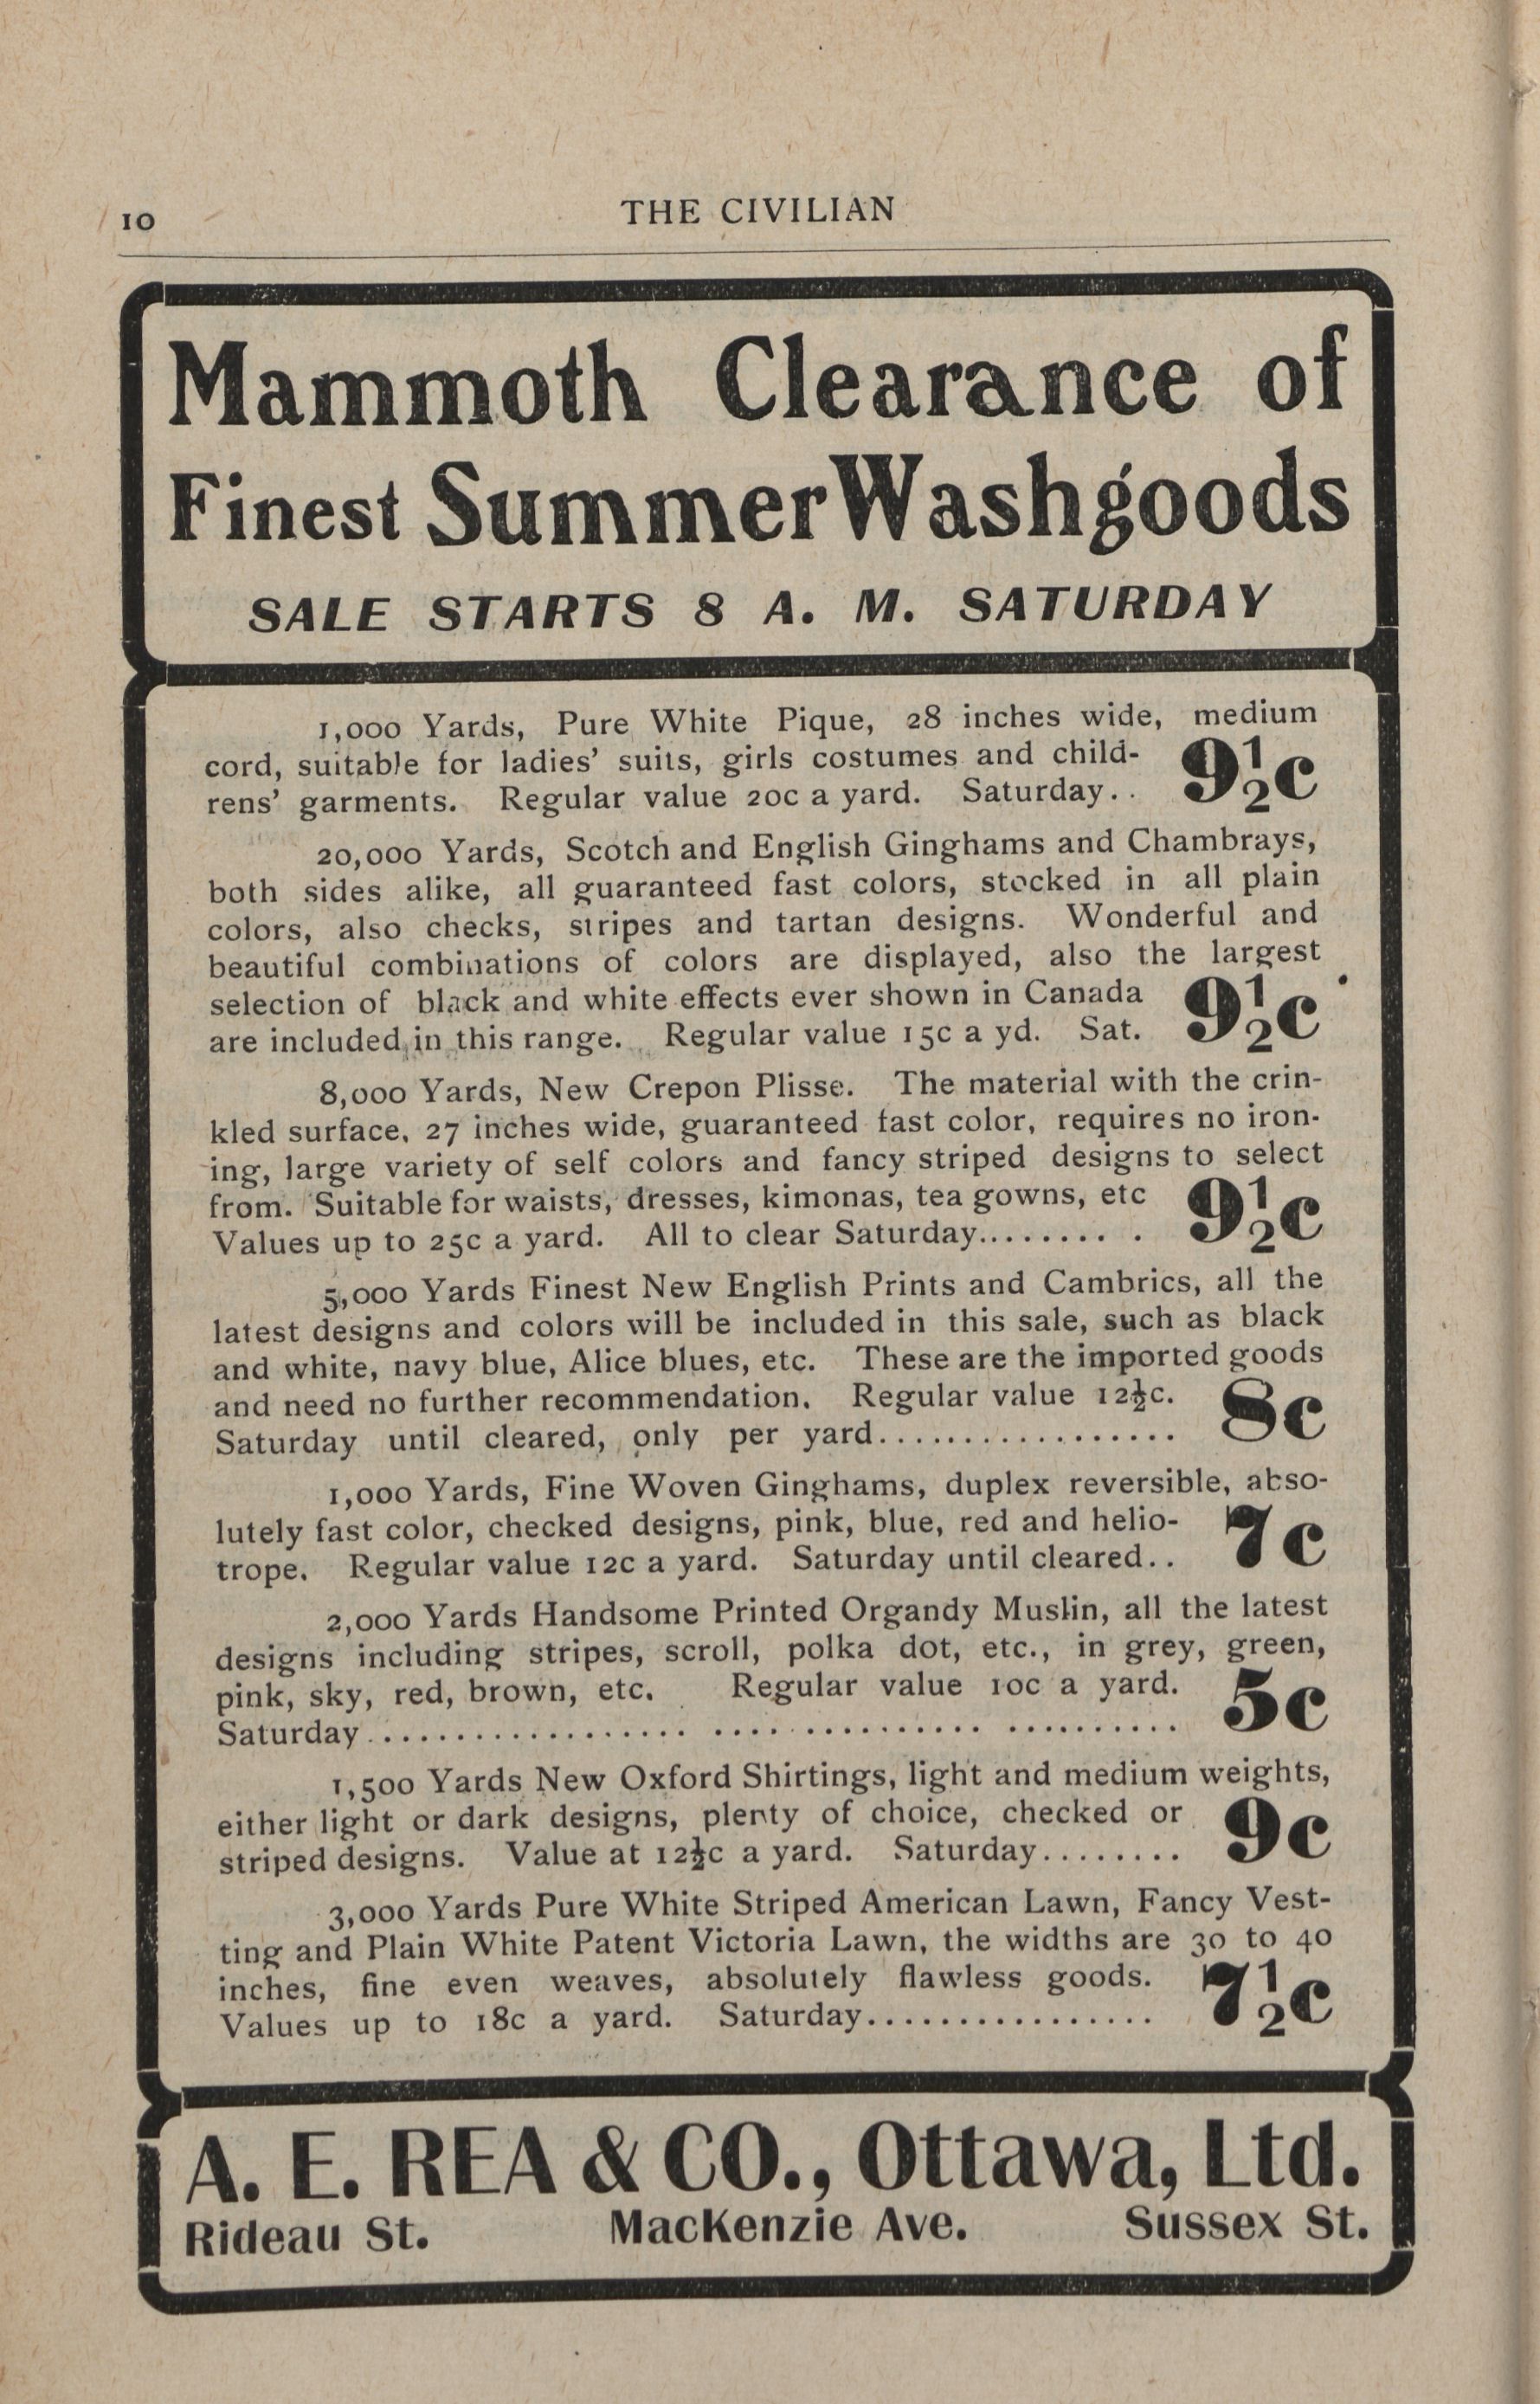 10
THE CIVILIAN
Mammoth Clearance of
Finest Summer Washgoods
SALE STARTS 8 A. M. SATURDAY
1,000 Yards, Pure White Pique, 28 inches wide, medium
cord, suitable for ladies' suits, girls costumes and child-
rens' garments. Regular value 20c a yard. Saturday.. 9½c
20,000 Yards, Scotch and English Ginghams and Chambrays,
both sides alike, all guaranteed fast colors, stocked in all plain
colors, also checks, stripes and tartan designs. Wonderful and
beautiful combinations of colors are displayed, also the largest
selection of black and white effects ever shown in Canada
are included in this range. Regular value 15c a yd. Sat. 9½c
8,000 Yards, New Crepon Plisse. The material with the crin-
kled surface, 27 inches wide, guaranteed fast color, requires no iron-
ing, large variety of self colors and fancy striped designs to select
from. Suitable for waists, dresses, kimonas, tea gowns, etc
Values up to 25c a yard. All to clear Saturday........ . 9½c
5,000 Yards Finest New English Prints and Cambrics, all the
latest designs and colors will be included in this sale, such as black
and white, navy blue, Alice blues, etc. These are the imported goods
and need no further recommendation. Regular value 12½c.
Saturday until cleared, only per yard................. 8c
1,000 Yards, Fine Woven Ginghams, duplex reversible, abso-
lutely fast color, checked designs, pink, blue, red and helio-
trope. Regular value 12c a yard. Saturday until cleared.. 7c
2,000 Yards Handsome Printed Organdy Muslin, all the latest
designs including stripes, scroll, polka dot, etc., in grey, green,
pink, sky, red, brown, etc. Regular value 10c a yard.
Saturday.................. .... ............. .......... 5c
1,500 Yards New Oxford Shirtings, light and medium weights,
either light or dark designs, plenty of choice, checked or
striped designs. Value at 12½c a yard. Saturday........ 9c
3,000 Yards Pure White Striped American Lawn, Fancy Vest-
ting and Plain White Patent Victoria Lawn, the widths are 30 to 40
inches, fine even weaves, absolutely flawless goods.
Values up to 18c a yard. Saturday................ 7½c
A. E. REA & CO., Ottawa, Ltd.
Rideau St. MacKenzie Ave. Sussex St.